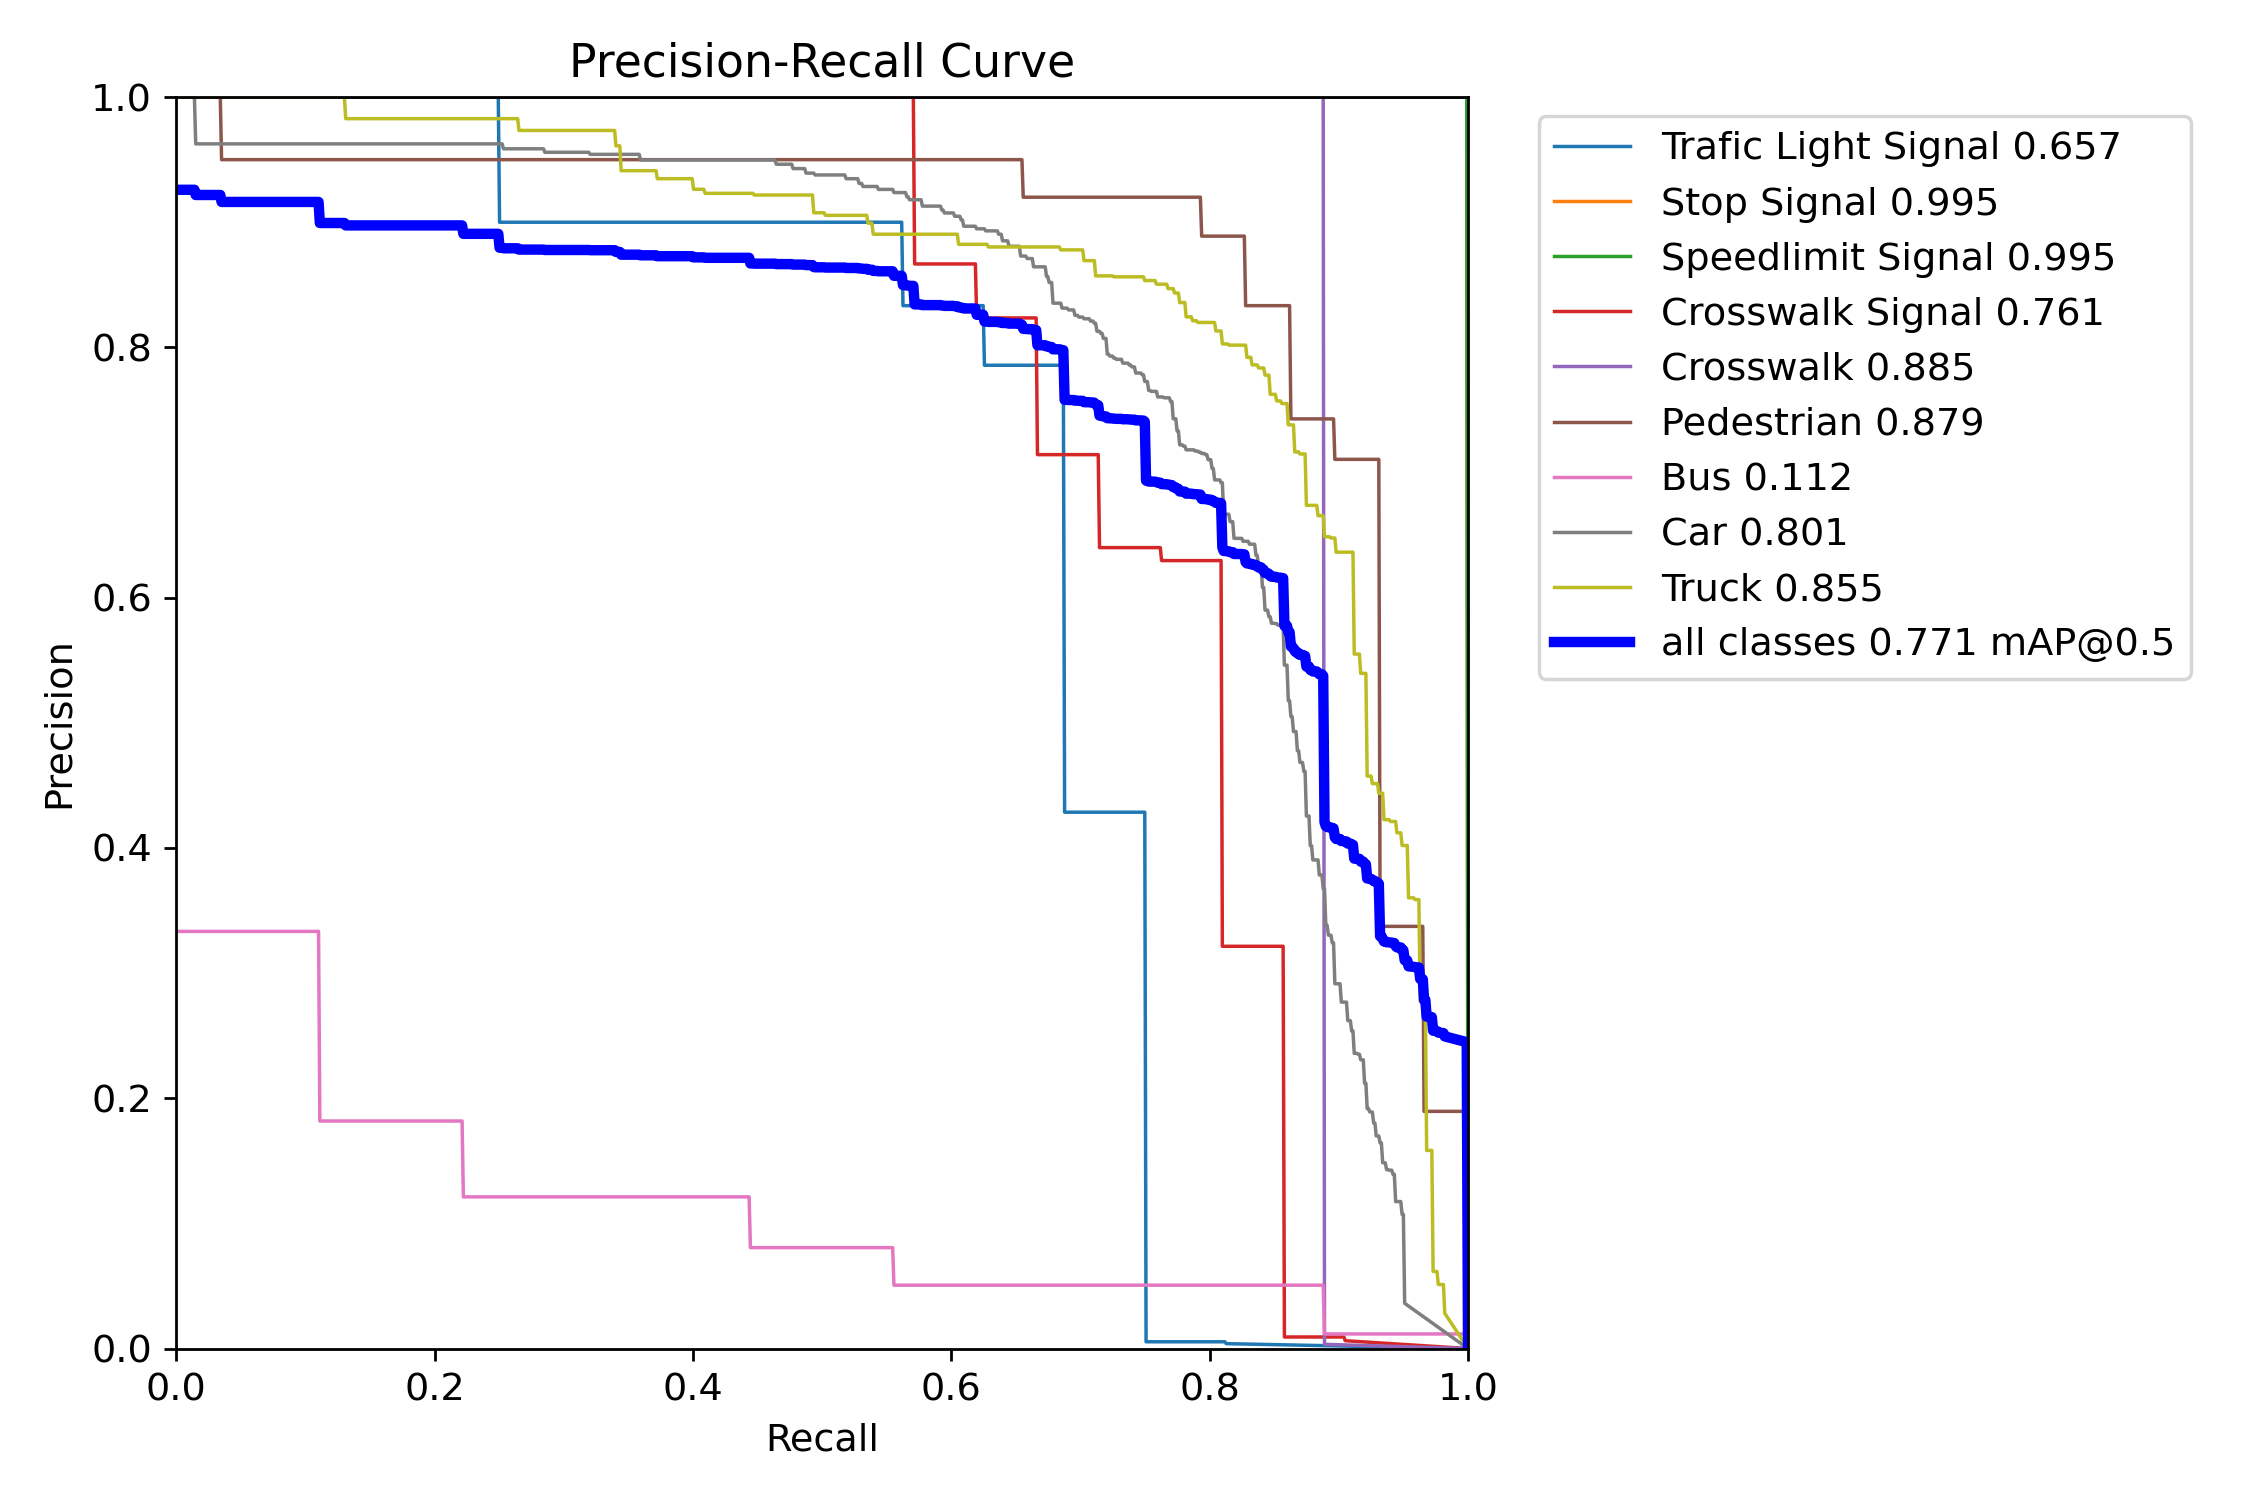 Precision-Recall Curve
1.0
0.8
0.6
0.4
0.2
0.0
Precision
0.0 0.2 0.4 0.6 0.8 1.0
Recall
Trafic Light Signal 0.657
Stop Signal 0.995
Speedlimit Signal 0.995
Crosswalk Signal 0.761
Crosswalk 0.885
Pedestrian 0.879
Bus 0.112
Car 0.801
Truck 0.855
all classes 0.771 mAP@0.5